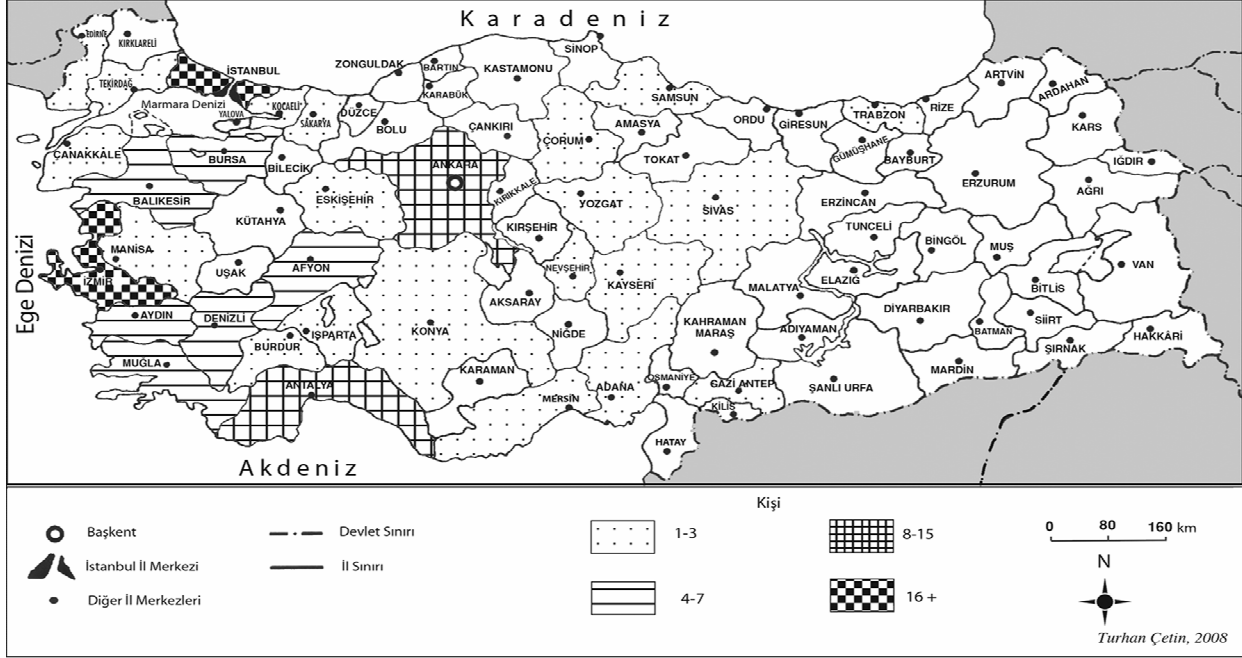 Karadeniz
EDİRNE
KIRKLARELİ
TEKİRDAĞ
İSTANBUL
Marmara Denizi
YALOVA
KOCAELİ
SAKARYA
DÜZCE
ZONGULDAK
BARTIN
KARABÜK
KASTAMONU
SİNOP
SAMSUN
BOLU
ÇANKIRI
ÇORUM
AMASYA
TOKAT
ORDU
GİRESUN
TRABZON
RİZE
ARTVİN
ARDAHAN
KARS
GÜMÜŞHANE
BAYBURT
ERZURUM
IĞDIR
AĞRI
ÇANAKKALE
BURSA
BİLECİK
BALIKESİR
KÜTAHYA
ESKİŞEHİR
ANKARA
KIRIKKALE
YOZGAT
SİVAS
ERZİNCAN
TUNCELİ
BİNGÖL
MUŞ
VAN
BİTLİS
Ege Denizi
MANİSA
İZMİR
UŞAK
AFYON
KIRŞEHİR
NEVŞEHİR
KAYSERİ
AKSARAY
MALATYA
ELAZIĞ
DİYARBAKIR
BATMAN
SİİRT
ŞIRNAK
HAKKÂRİ
AYDIN
DENİZLİ
BURDUR
ISPARTA
KONYA
NİĞDE
KAHRAMAN
MARAŞ
ADIYAMAN
MARDİN
MUĞLA
ANTALYA
KARAMAN
MERSİN
ADANA
OSMANİYE
GAZİ ANTEP
KİLİS
ŞANLI URFA
HATAY
Akdeniz
Kişi
Başkent
İstanbul İl Merkezi
Diğer İl Merkezleri
Devlet Sınırı
İl Sınırı
1-3
4-7
8-15
16 +
0 80 160 km
N
Turhan Çetin, 2008